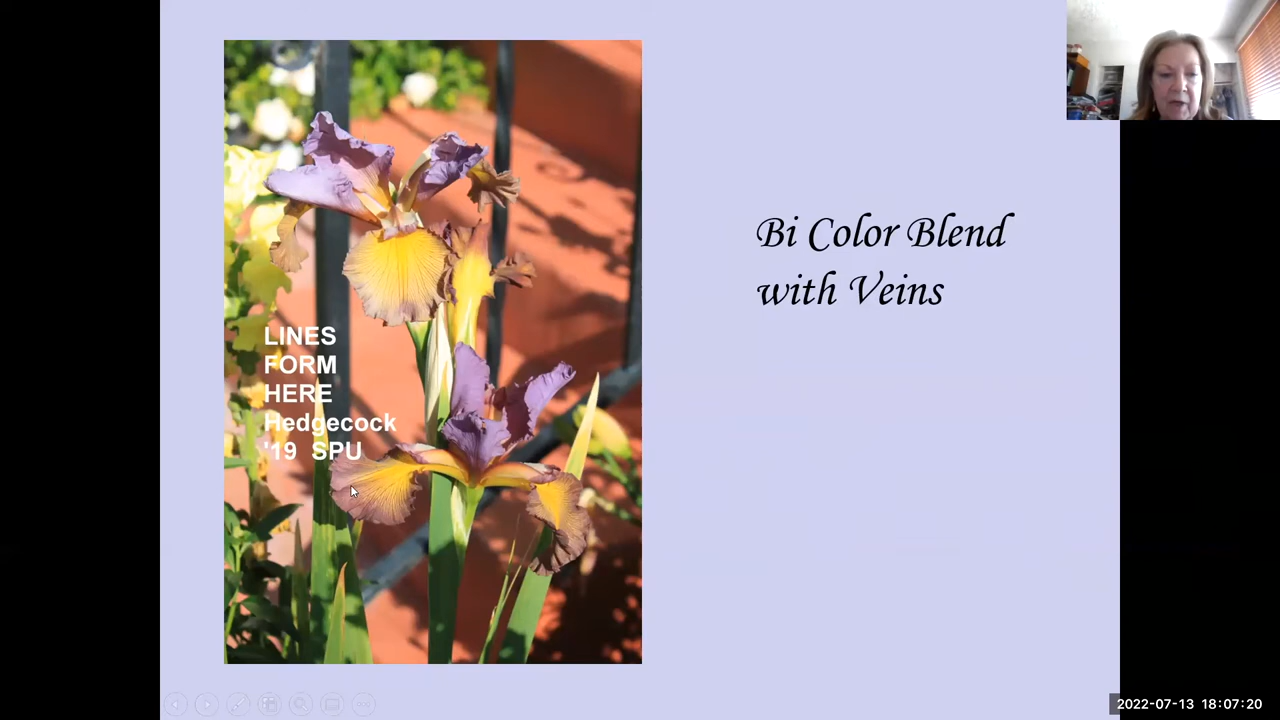 Bi Color Blend
with Veins
LINES
FORM
HERE
Hedgecock
'19 SPU
2022-07-13 18:07:20